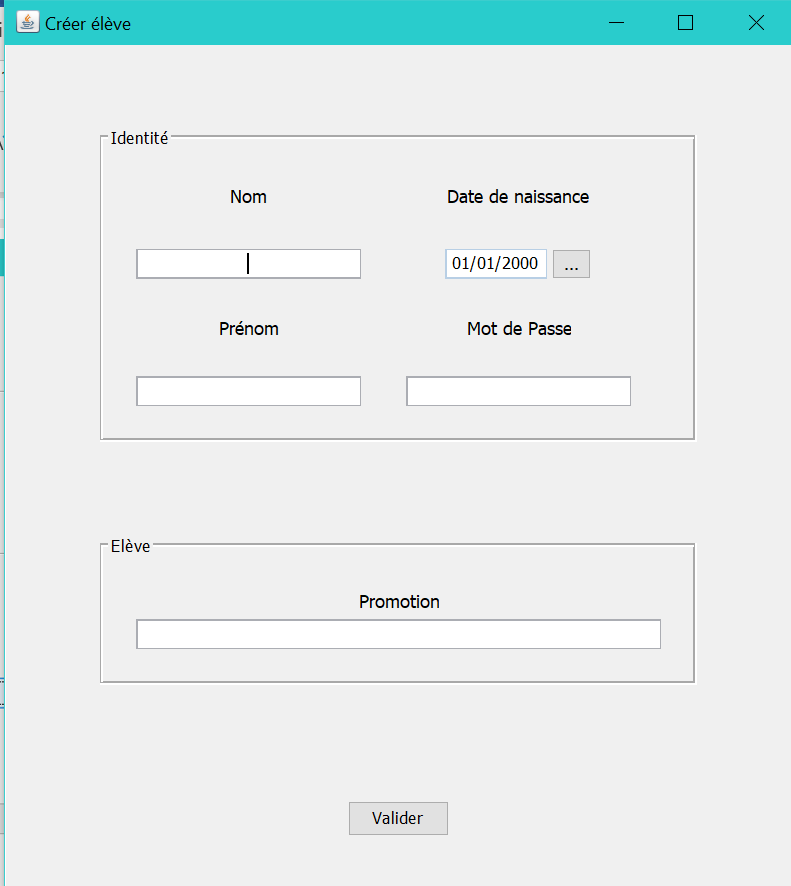 Créer élève
Identité
Nom
Date de naissance
01/01/2000 ...
Prénom
Mot de Passe
Elève
Promotion
Valider